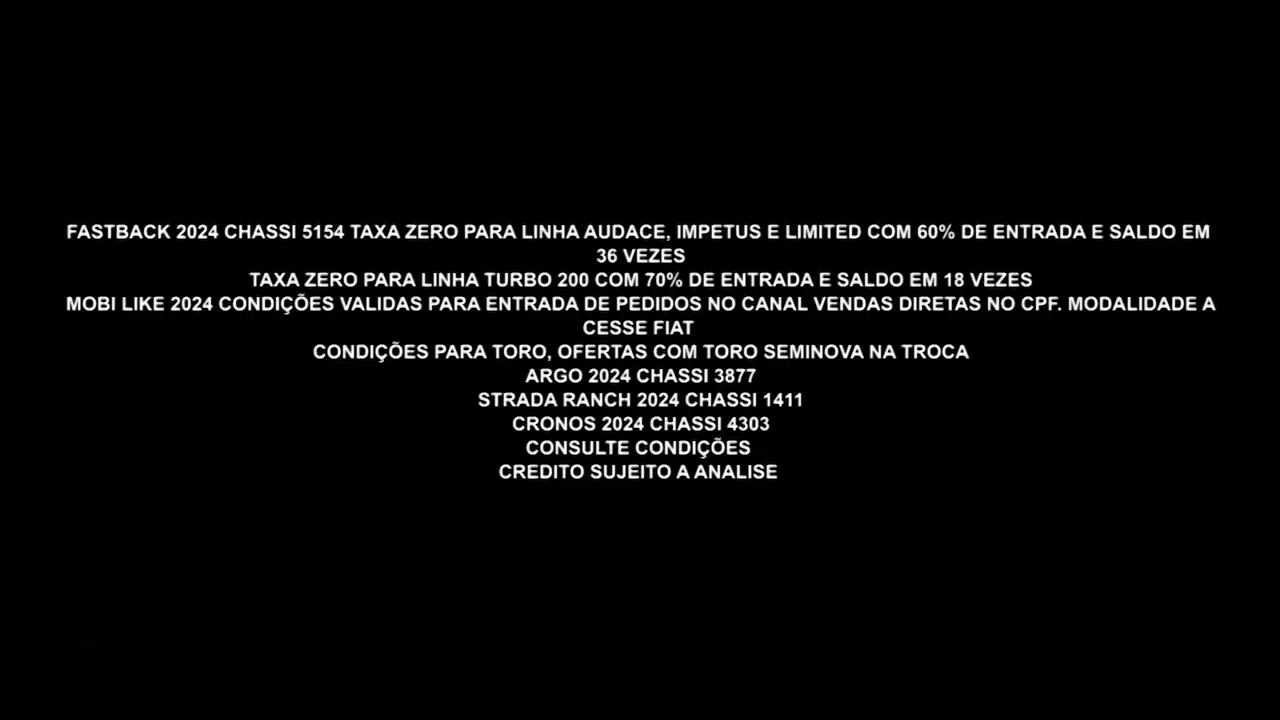 FASTBACK 2024 CHASSI 5154 TAXA ZERO PARA LINHA AUDACE, IMPETUS E LIMITED COM 60% DE ENTRADA E SALDO EM
36 VEZES
TAXA ZERO PARA LINHA TURBO 200 COM 70% DE ENTRADA E SALDO EM 18 VEZES
MOBI LIKE 2024 CONDIÇÕES VALIDAS PARA ENTRADA DE PEDIDOS NO CANAL VENDAS DIRETAS NO CPF. MODALIDADE A
CESSE FIAT
CONDIÇÕES PARA TORO, OFERTAS COM TORO SEMINOVA NA TROCA
ARGO 2024 CHASSI 3877
STRADA RANCH 2024 CHASSI 1411
CRONOS 2024 CHASSI 4303
CONSULTE CONDIÇÕES
CREDITO SUJEITO A ANALISE